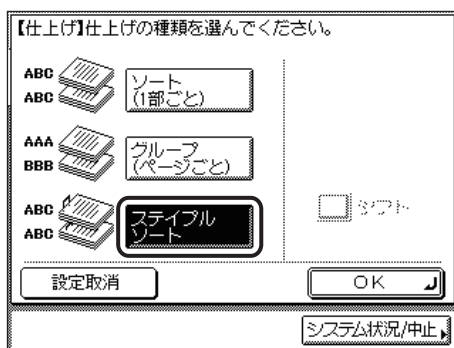 【仕上げ】仕上げの種類を選んでください。
ABC
ABC
ソート
(1部ごと)
AAA
BBB
グループ
(ページごと)
ABC
ABC
ステイプル
ソート
シフト
設定取消
OK
システム状況/中止